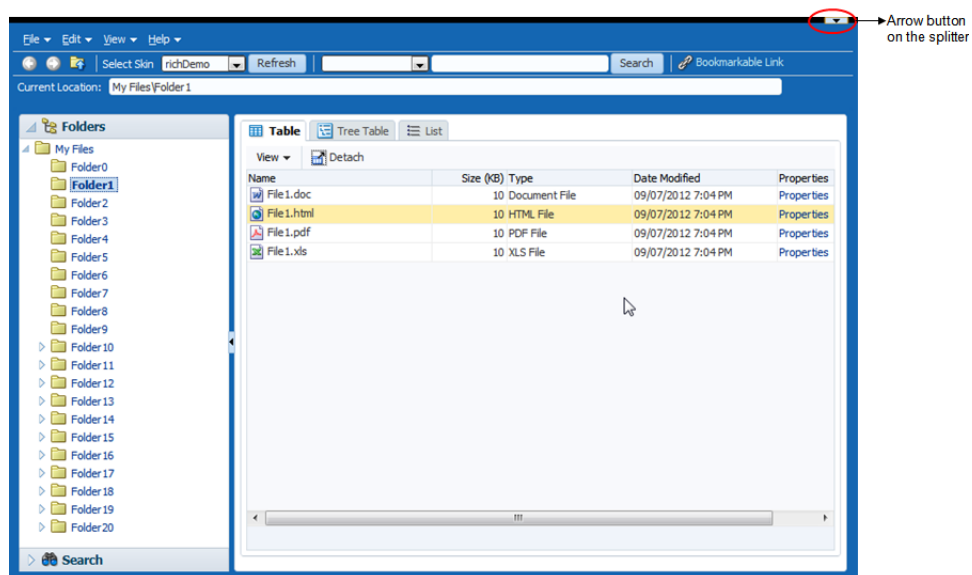 Arrow button
on the splitter
File Edit View Help
Select Skin richDemo Refresh Search Bookmarkable Link
Current Location: My Files\Folder1
Folders
My Files
Folder0
Folder1
Folder2
Folder3
Folder4
Folder5
Folder6
Folder7
Folder8
Folder9
Folder10
Folder11
Folder12
Folder13
Folder14
Folder15
Folder16
Folder17
Folder18
Folder19
Folder20
Search
Table Tree Table List
View Detach
Name Size (KB) Type Date Modified Properties
File1.doc 10 Document File 09/07/2012 7:04 PM Properties
File1.html 10 HTML File 09/07/2012 7:04 PM Properties
File1.pdf 10 PDF File 09/07/2012 7:04 PM Properties
File1.xls 10 XLS File 09/07/2012 7:04 PM Properties